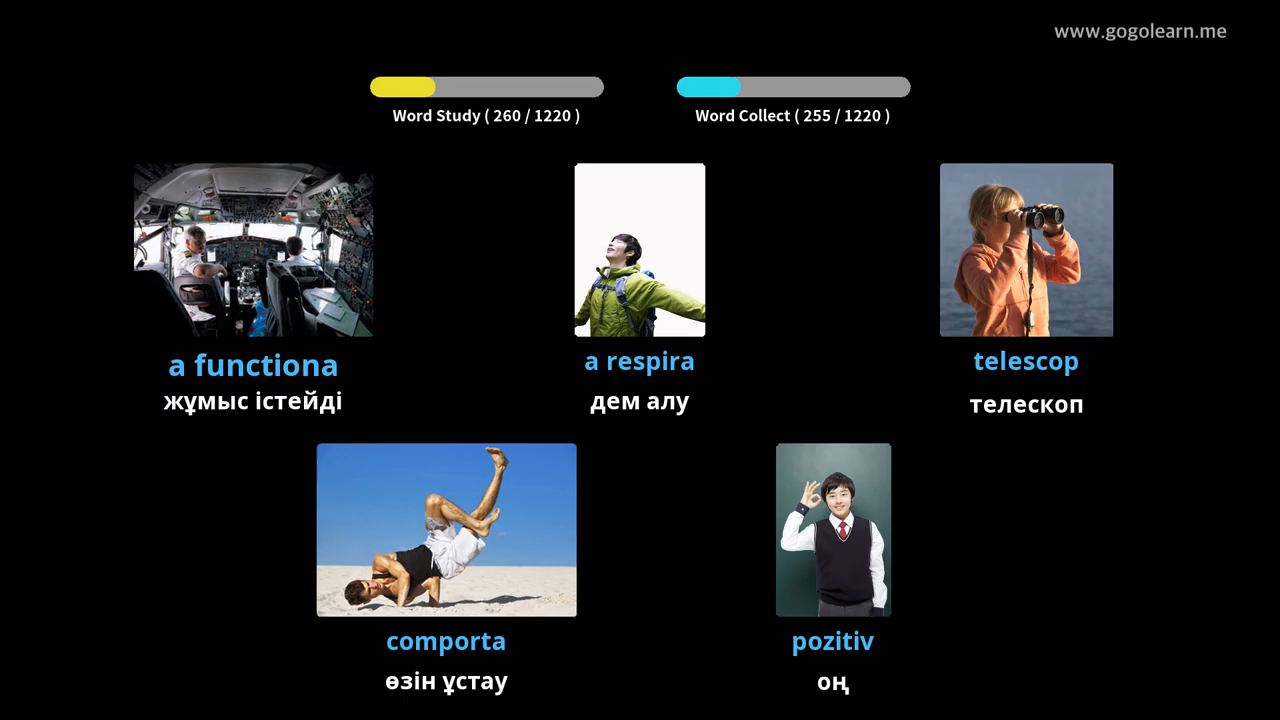 www.gogolearn.me
Word Study ( 260 / 1220 )
Word Collect ( 255 / 1220 )
a functiona
жұмыс істейді
a respira
дем алу
telescop
телескоп
comporta
өзін ұстау
pozitiv
оң